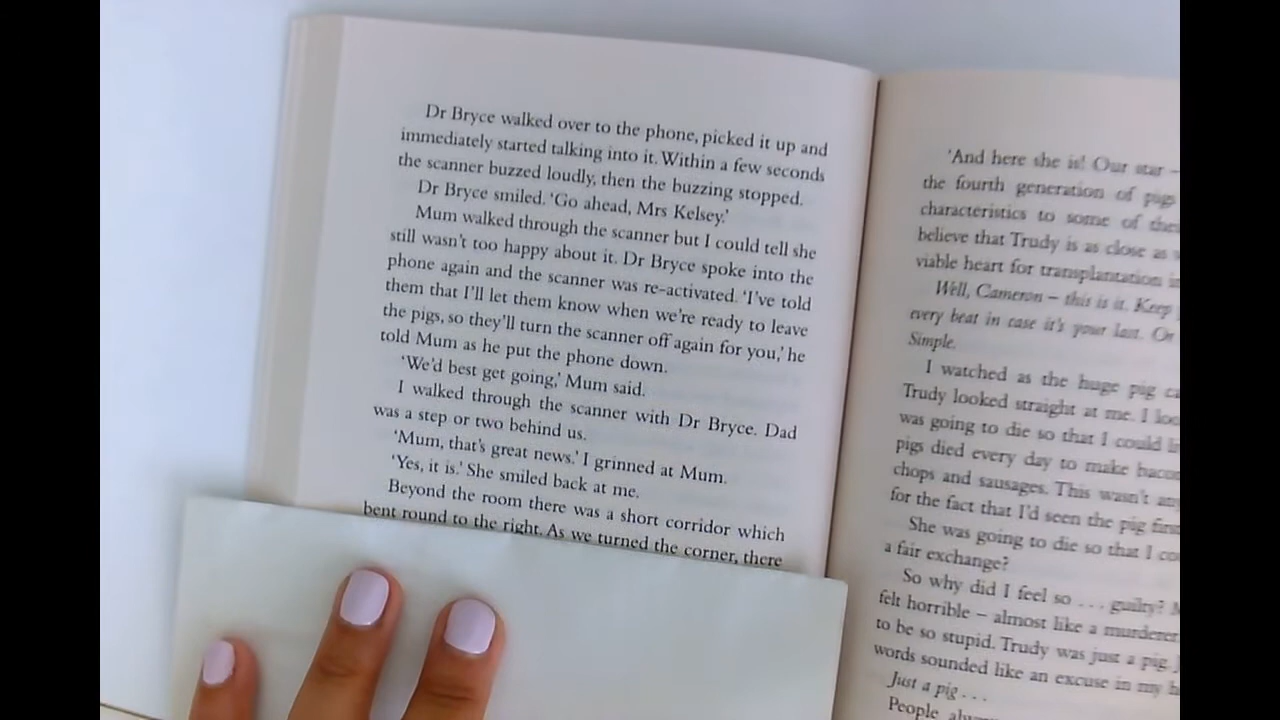 Dr Bryce walked over to the phone, picked it up and
immediately started talking into it. Within a few seconds
the scanner buzzed loudly, then the buzzing stopped.
Dr Bryce smiled. ‘Go ahead, Mrs Kelsey.’
Mum walked through the scanner but I could tell she
still wasn’t too happy about it. Dr Bryce spoke into the
phone again and the scanner was re-activated. ‘I’ve told
them that I’ll let them know when we’re ready to leave
the pigs, so they’ll turn the scanner off again for you,’ he
told Mum as he put the phone down.
‘We’d best get going,’ Mum said.
I walked through the scanner with Dr Bryce. Dad
was a step or two behind us.
‘Mum, that’s great news.’ I grinned at Mum.
‘Yes, it is.’ She smiled back at me.
Beyond the room there was a short corridor which
bent round to the right. As we turned the corner, there
‘And here she is! Our star –
the fourth generation of pigs
characteristics to some of
believe that Trudy is as close as
viable heart for transplantation
Well, Cameron – this is it. Keep
every beat in case it’s your last. Or
Simple.
I watched as the huge pig
Trudy looked straight at me. I
was going to die so that I could
pigs died every day to make
chops and sausages. This wasn’t
for the fact that I’d seen the pig
She was going to die so that I
a fair exchange?
So why did I feel so . . . guilty?
felt horrible – almost like a murderer
to be so stupid. Trudy was just a pig.
words sounded like an excuse in my
Just a pig . . .
People